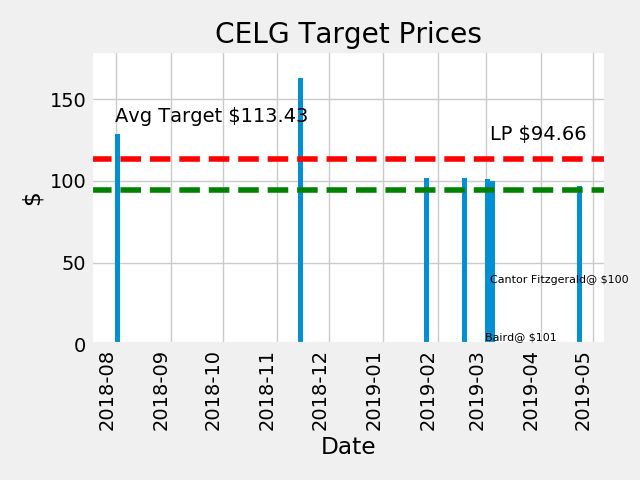 CELG Target Prices
150
100
50
0
$
Avg Target $113.43
LP $94.66
Cantor Fitzgerald@ $100
Baird@ $101
2018-08
2018-09
2018-10
2018-11
2018-12
2019-01
2019-02
2019-03
2019-04
2019-05
Date